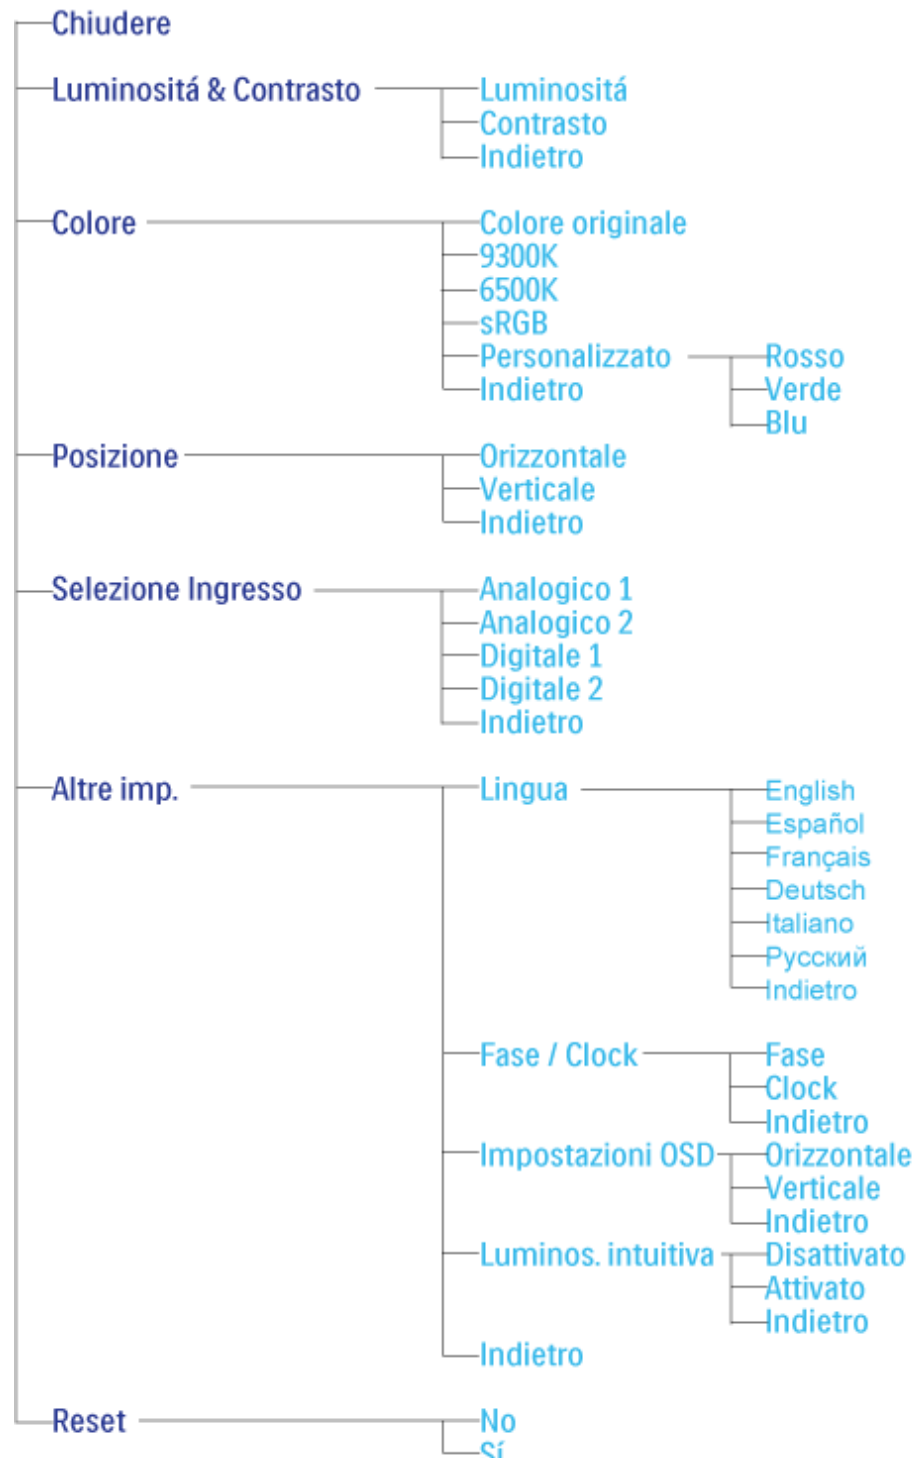 Chiudere
Luminositá & Contrasto
Luminositá
Contrasto
Indietro
Colore
Colore originale
9300K
6500K
sRGB
Personalizzato
Rosso
Verde
Blu
Indietro
Posizione
Orizzontale
Verticale
Indietro
Selezione Ingresso
Analogico 1
Analogico 2
Digitale 1
Digitale 2
Indietro
Altre imp.
Lingua
English
Español
Français
Deutsch
Italiano
Русский
Indietro
Fase / Clock
Fase
Clock
Indietro
Impostazioni OSD
Orizzontale
Verticale
Indietro
Luminos. intuitiva
Disattivato
Attivato
Indietro
Indietro
Reset
No
Sí